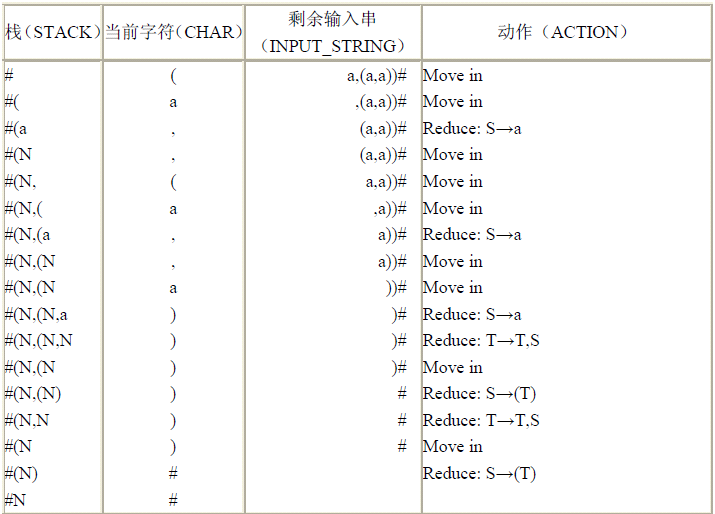 栈（STACK） 当前字符（CHAR） 剩余输入串（INPUT_STRING） 动作（ACTION）
# ( a,(a,a))# Move in
#( a ,(a,a))# Move in
#(a , (a,a))# Reduce: S→a
#(N , (a,a))# Move in
#(N, ( a,a))# Move in
#(N,( a ,a))# Move in
#(N,(a , a))# Reduce: S→a
#(N,(N , a))# Move in
#(N,(N a ))# Move in
#(N,(N,a ) )# Reduce: S→a
#(N,(N,N ) )# Reduce: T→T,S
#(N,(N ) )# Move in
#(N,(N) ) # Reduce: S→(T)
#(N,N ) # Reduce: T→T,S
#(N ) # Move in
#(N) # Reduce: S→(T)
#N #